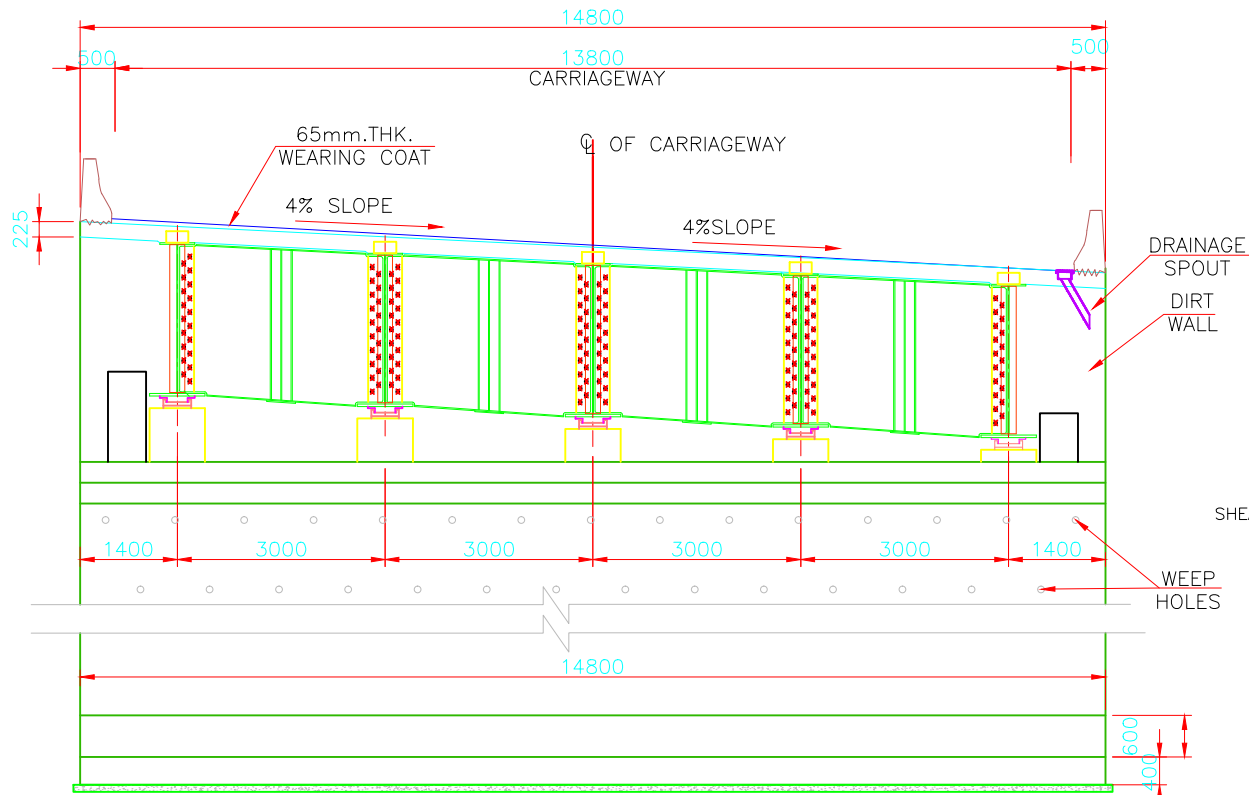 14800
500
13800
500
CARRIAGEWAY
65mm.THK.
WEARING COAT
℄ OF CARRIAGEWAY
4% SLOPE
4%SLOPE
225
DRAINAGE
SPOUT
DIRT
WALL
SHEA
1400
3000
3000
3000
3000
1400
WEEP
HOLES
14800
600
400